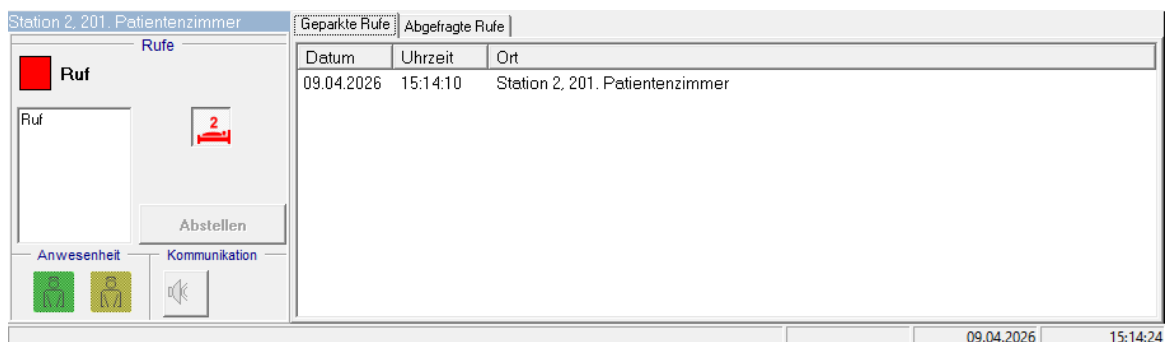 Station 2, 201. Patientenzimmer
Rufe
Ruf
Ruf
2
Abstellen
Anwesenheit
Kommunikation
Geparkte Rufe
Abgefragte Rufe
Datum Uhrzeit Ort
09.04.2026 15:14:10 Station 2, 201. Patientenzimmer
09.04.2026 15:14:24